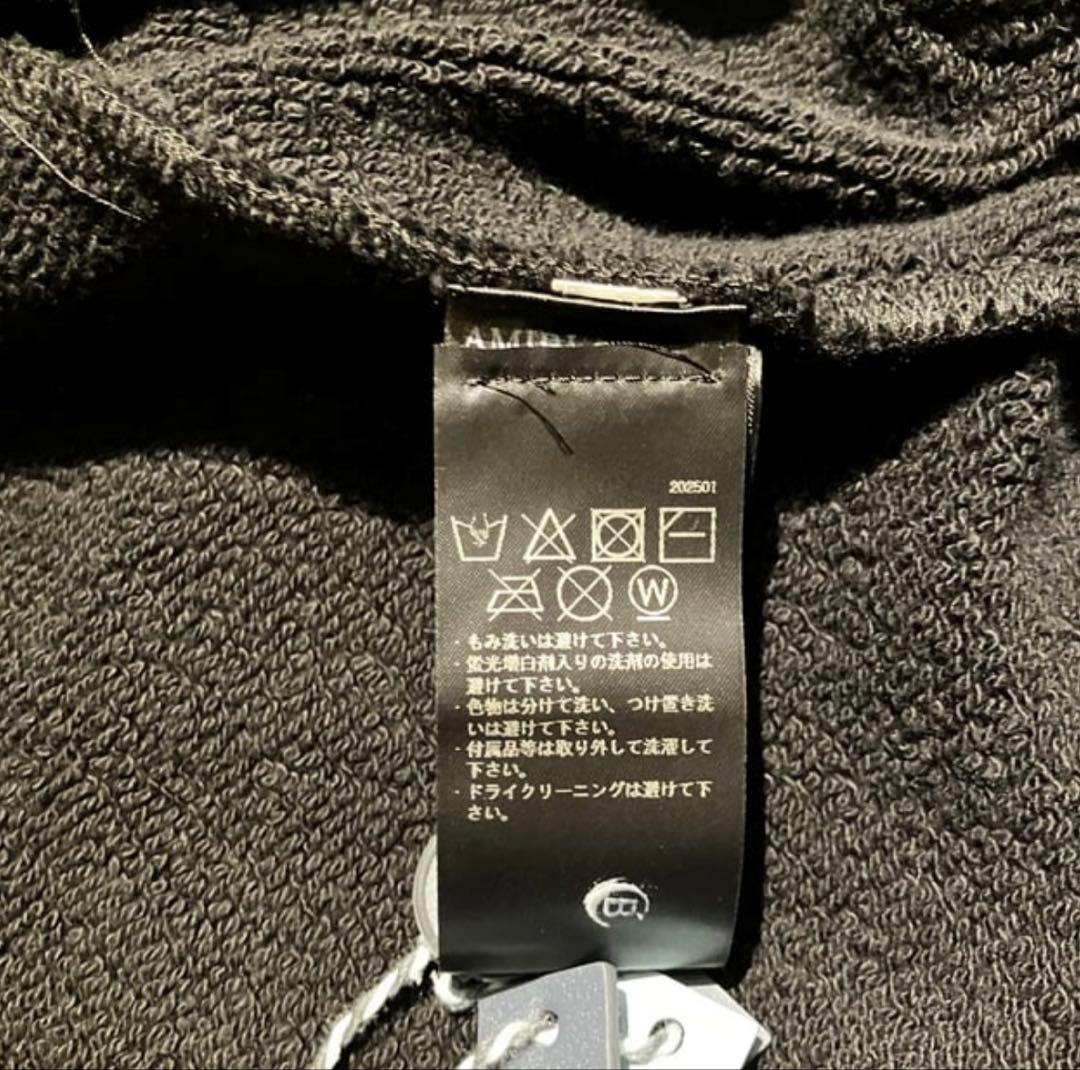 AMIRI
202501
W
・もみ洗いは避けて下さい。
・蛍光増白剤入りの洗剤の使用は
避けて下さい。
・色物は分けて洗い、つけ置き洗
いは避けて下さい。
・付属品等は取り外して洗濯して
下さい。
・ドライクリーニングは避けて下
さい。
B